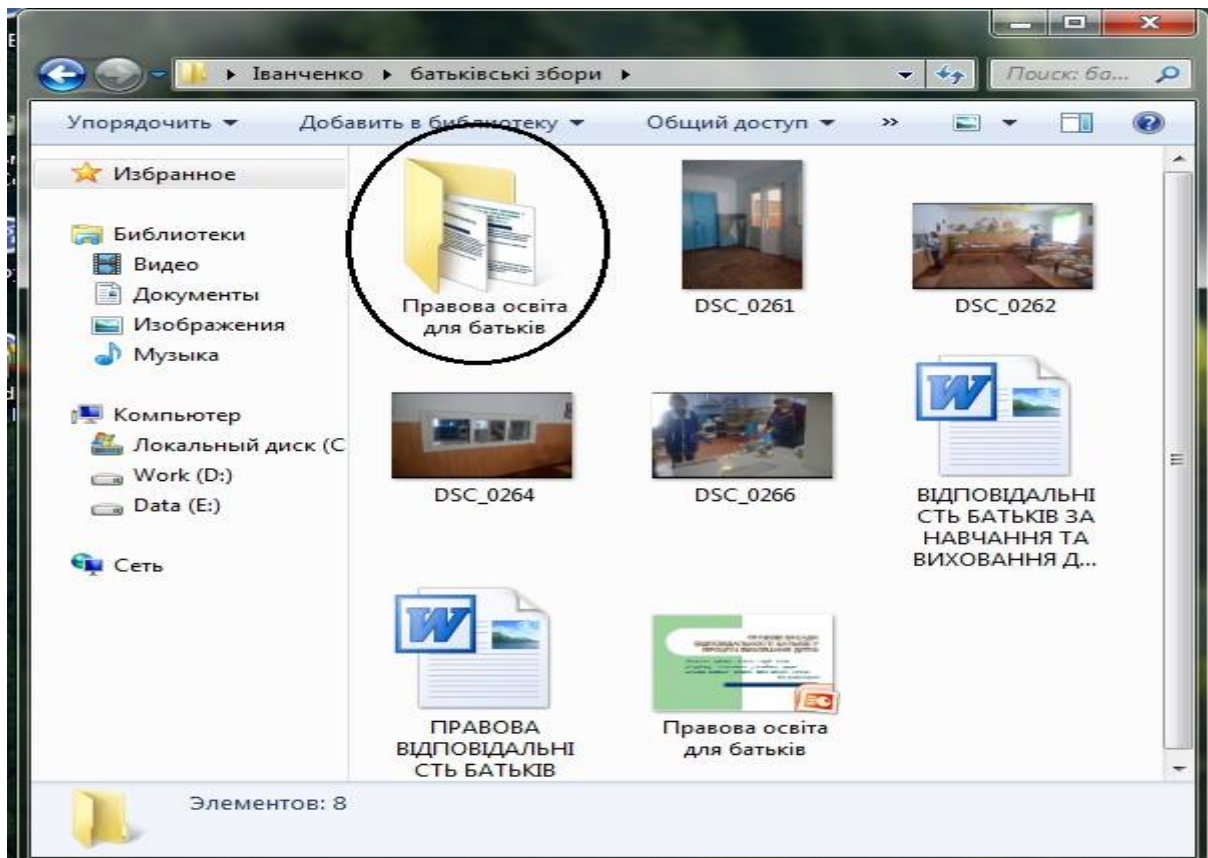 Іванченко ▸ батьківські збори ▸
Поиск: ба...
Упорядочить ▾ Добавить в библиотеку ▾ Общий доступ ▾ »
Избранное
Библиотеки
Видео
Документы
Изображения
Музыка
Компьютер
Локальный диск (C
Work (D:)
Data (E:)
Сеть
Правова освіта
для батьків
DSC_0261
DSC_0262
DSC_0264
DSC_0266
ВІДПОВІДАЛЬНІ
СТЬ БАТЬКІВ ЗА
НАВЧАННЯ ТА
ВИХОВАННЯ Д...
ПРАВОВА
ВІДПОВІДАЛЬНІ
СТЬ БАТЬКІВ
Правова освіта
для батьків
Элементов: 8